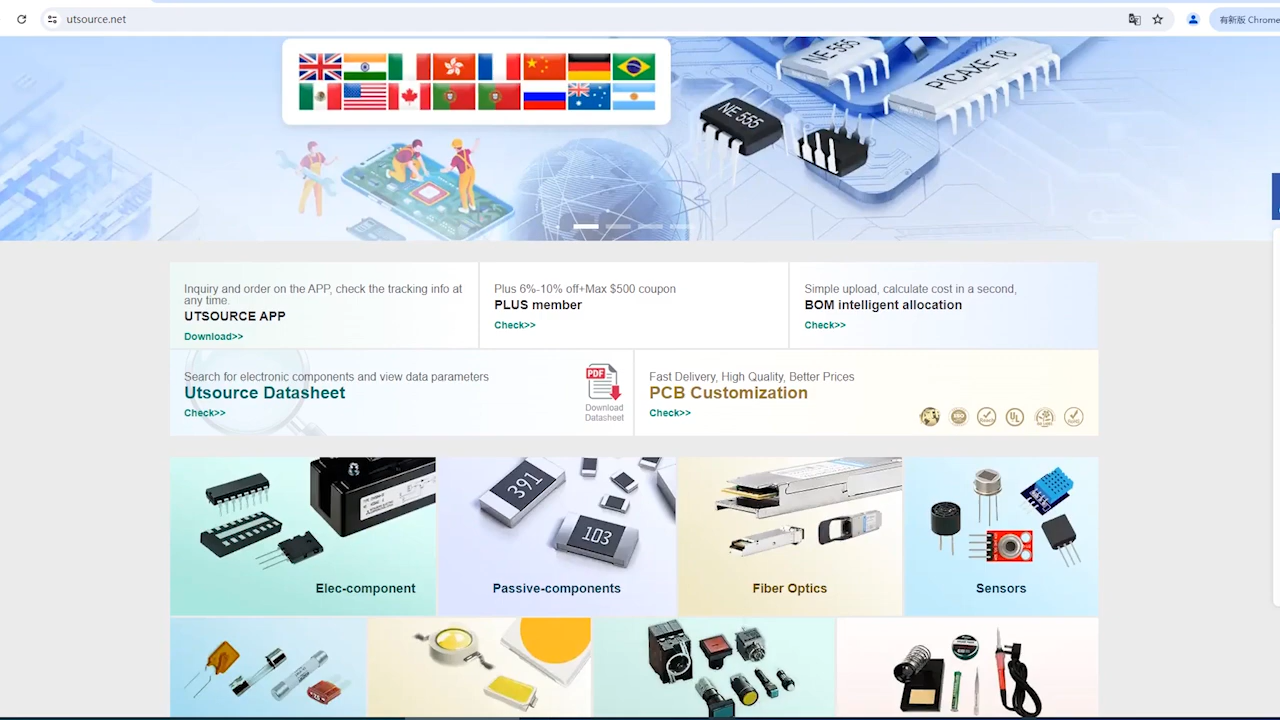 utsource.net
有新版 Chrome
NE 555
PICAXE-18
NE 555
Inquiry and order on the APP, check the tracking info at
any time.
UTSOURCE APP
Download>>
Plus 6%-10% off+Max $500 coupon
PLUS member
Check>>
Simple upload, calculate cost in a second,
BOM intelligent allocation
Check>>
Search for electronic components and view data parameters
Utsource Datasheet
Check>>
PDF
Download
Datasheet
Fast Delivery, High Quality, Better Prices
PCB Customization
Check>>
UL
391
103
Elec-component
Passive-components
Fiber Optics
Sensors